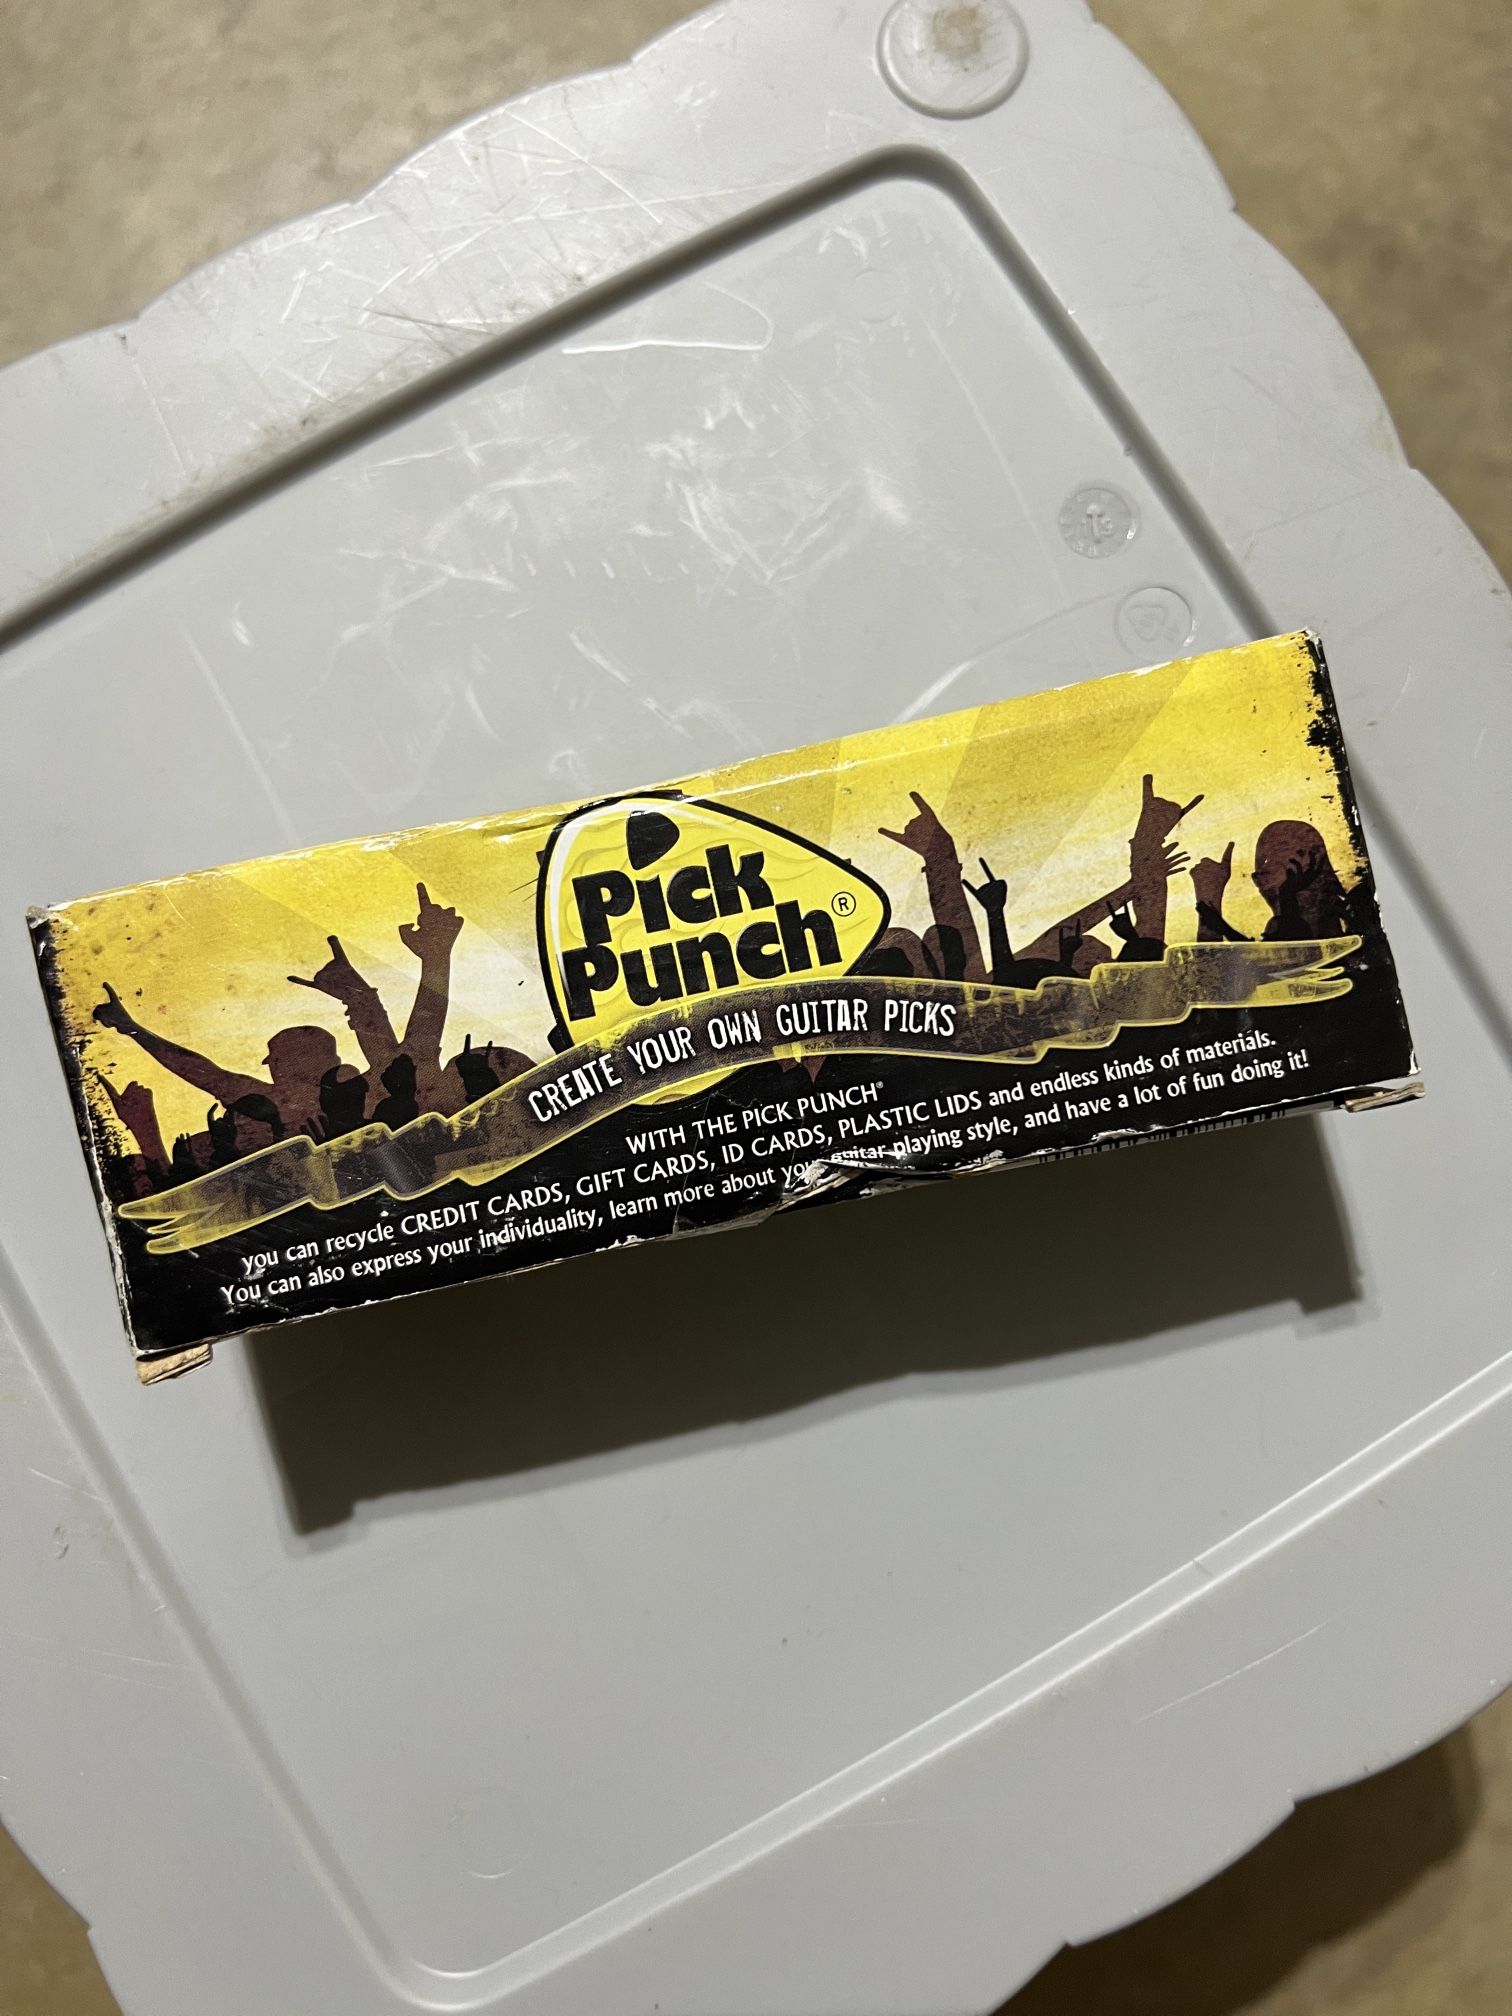 Pick
Punch®
CREATE YOUR OWN GUITAR PICKS
WITH THE PICK PUNCH®
you can recycle CREDIT CARDS, GIFT CARDS, ID CARDS, PLASTIC LIDS and endless kinds of materials.
You can also express your individuality, learn more about your guitar-playing style, and have a lot of fun doing it!